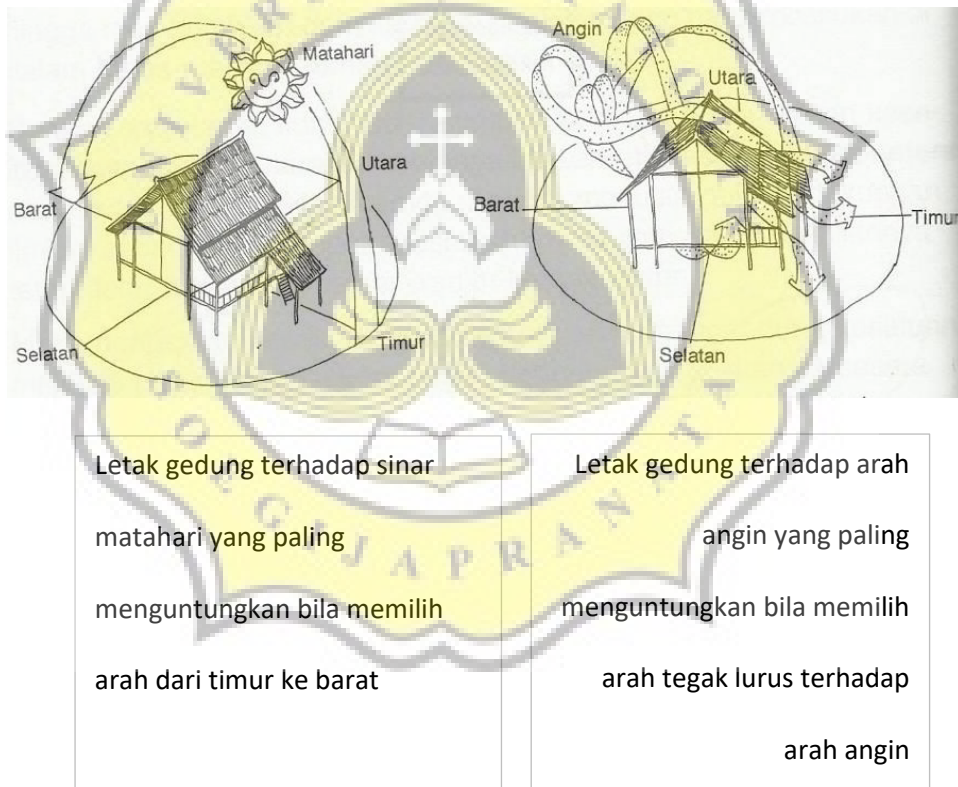 Matahari
Utara
Barat
Selatan
Timur
Angin
Utara
Barat
Timur
Selatan
Letak gedung terhadap sinar
matahari yang paling
menguntungkan bila memilih
arah dari timur ke barat
Letak gedung terhadap arah
angin yang paling
menguntungkan bila memilih
arah tegak lurus terhadap
arah angin
SOEGIJAPRANATA